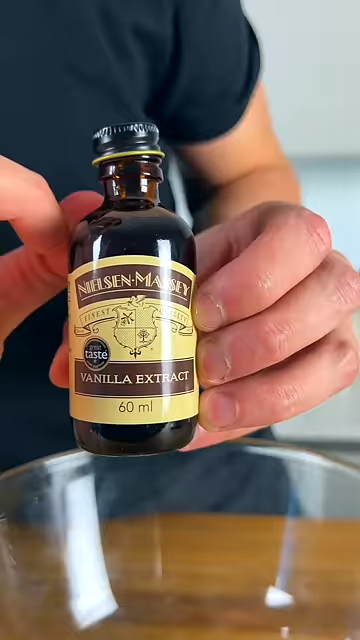 NIELSEN-MASSEY
FINEST QUALITY
great
taste
VANILLA EXTRACT
60 ml